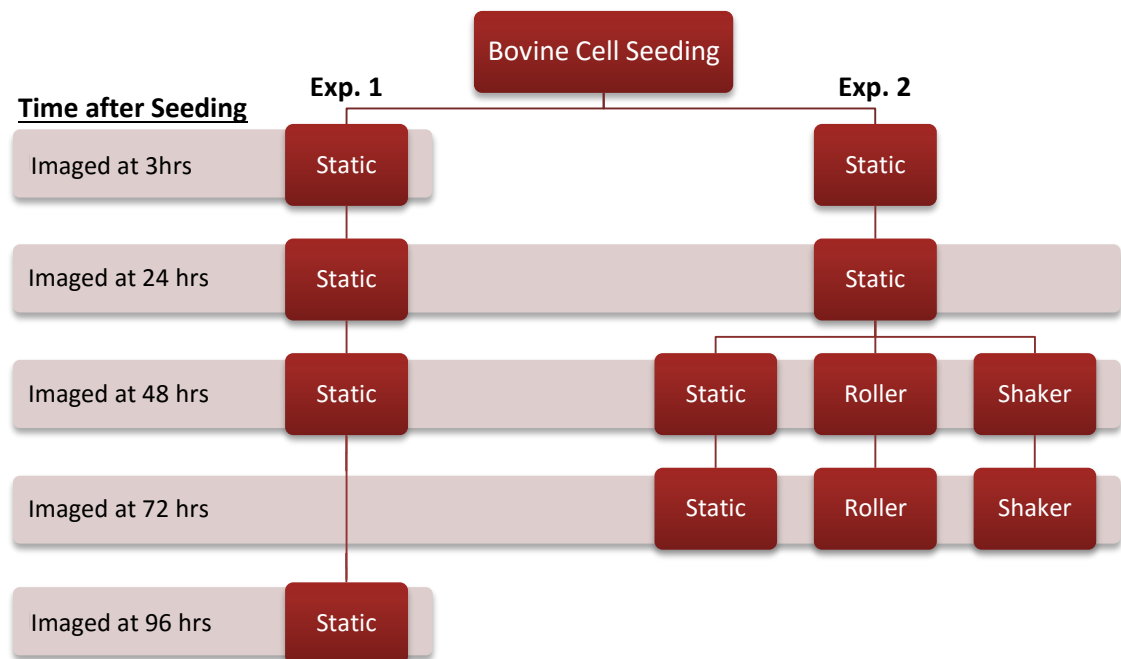 Bovine Cell Seeding
Exp. 1
Exp. 2
Time after Seeding
Imaged at 3hrs
Static
Static
Imaged at 24 hrs
Static
Static
Imaged at 48 hrs
Static
Static
Roller
Shaker
Imaged at 72 hrs
Static
Roller
Shaker
Imaged at 96 hrs
Static